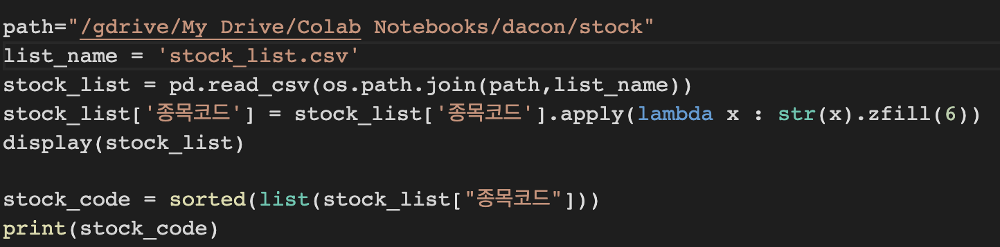 path="/gdrive/My Drive/Colab Notebooks/dacon/stock"
list_name = 'stock_list.csv'
stock_list = pd.read_csv(os.path.join(path,list_name))
stock_list['종목코드'] = stock_list['종목코드'].apply(lambda x : str(x).zfill(6))
display(stock_list)
stock_code = sorted(list(stock_list["종목코드"]))
print(stock_code)